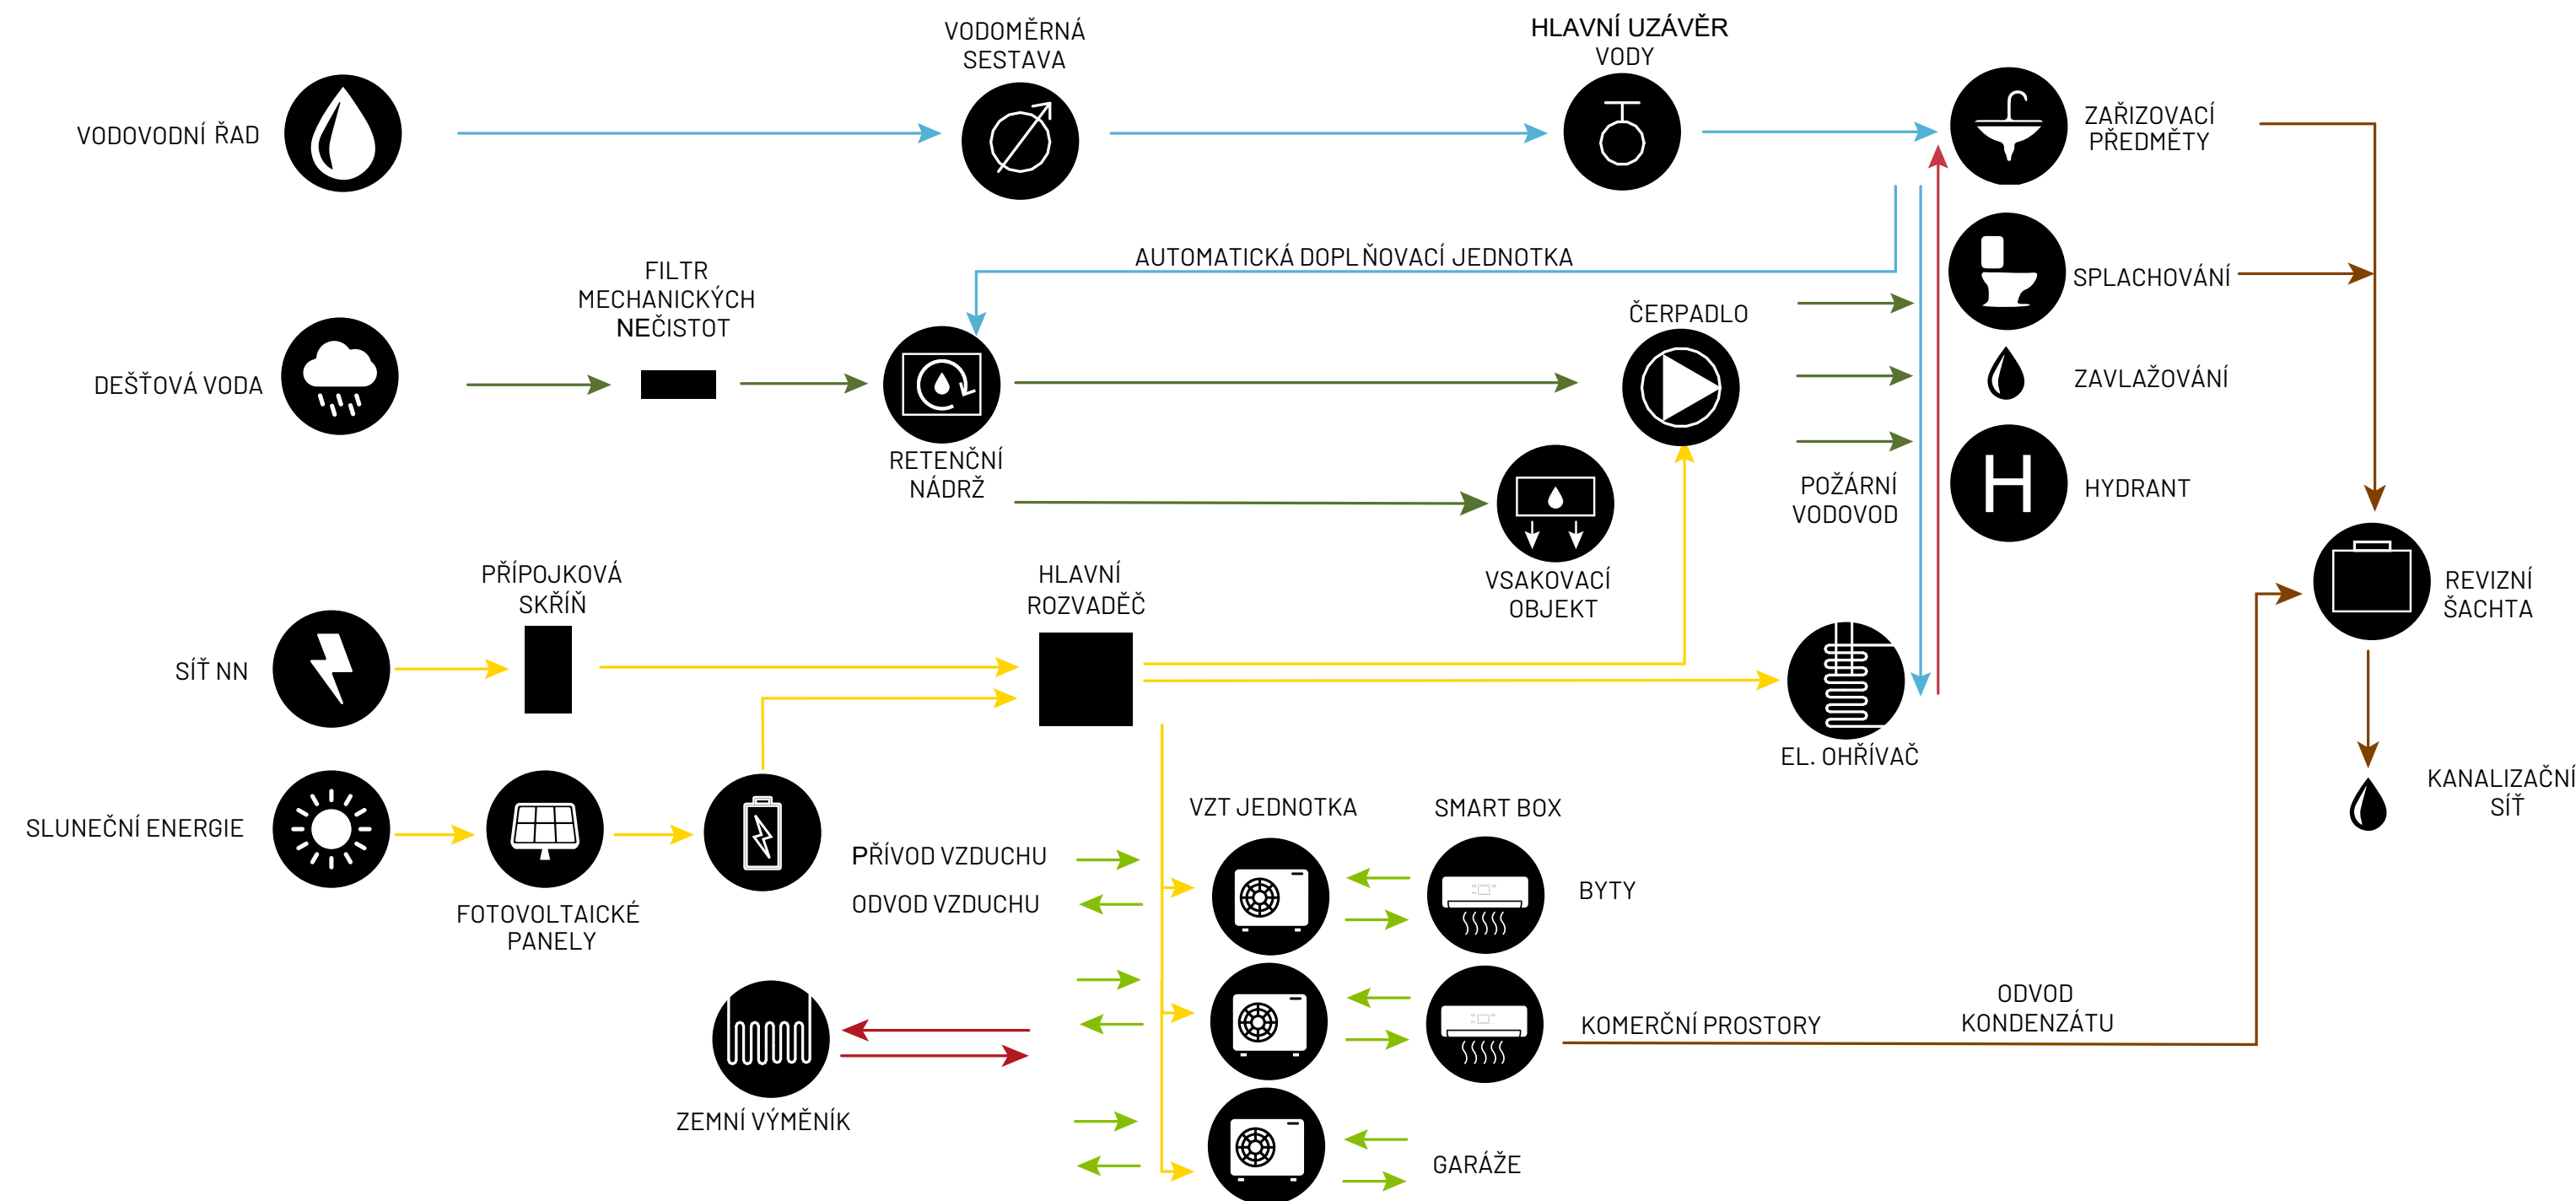 VODOMĚRNÁ
SESTAVA
HLAVNÍ UZÁVĚR
VODY
VODOVODNÍ ŘAD
ZAŘIZOVACÍ
PŘEDMĚTY
AUTOMATICKÁ DOPLŇOVACÍ JEDNOTKA
FILTR
MECHANICKÝCH
NEČISTOT
SPLACHOVÁNÍ
ČERPADLO
DEŠŤOVÁ VODA
ZAVLAŽOVÁNÍ
RETENČNÍ
NÁDRŽ
POŽÁRNÍ
VODOVOD
H
HYDRANT
PŘÍPOJKOVÁ
SKŘÍŇ
HLAVNÍ
ROZVADĚČ
VSAKOVACÍ
OBJEKT
REVIZNÍ
ŠACHTA
SÍŤ NN
EL. OHŘÍVAČ
KANALIZAČNÍ
SÍŤ
SLUNEČNÍ ENERGIE
VZT JEDNOTKA
SMART BOX
PŘÍVOD VZDUCHU
ODVOD VZDUCHU
BYTY
FOTOVOLTAICKÉ
PANELY
ODVOD
KONDENZÁTU
KOMERČNÍ PROSTORY
ZEMNÍ VÝMĚNÍK
GARÁŽE